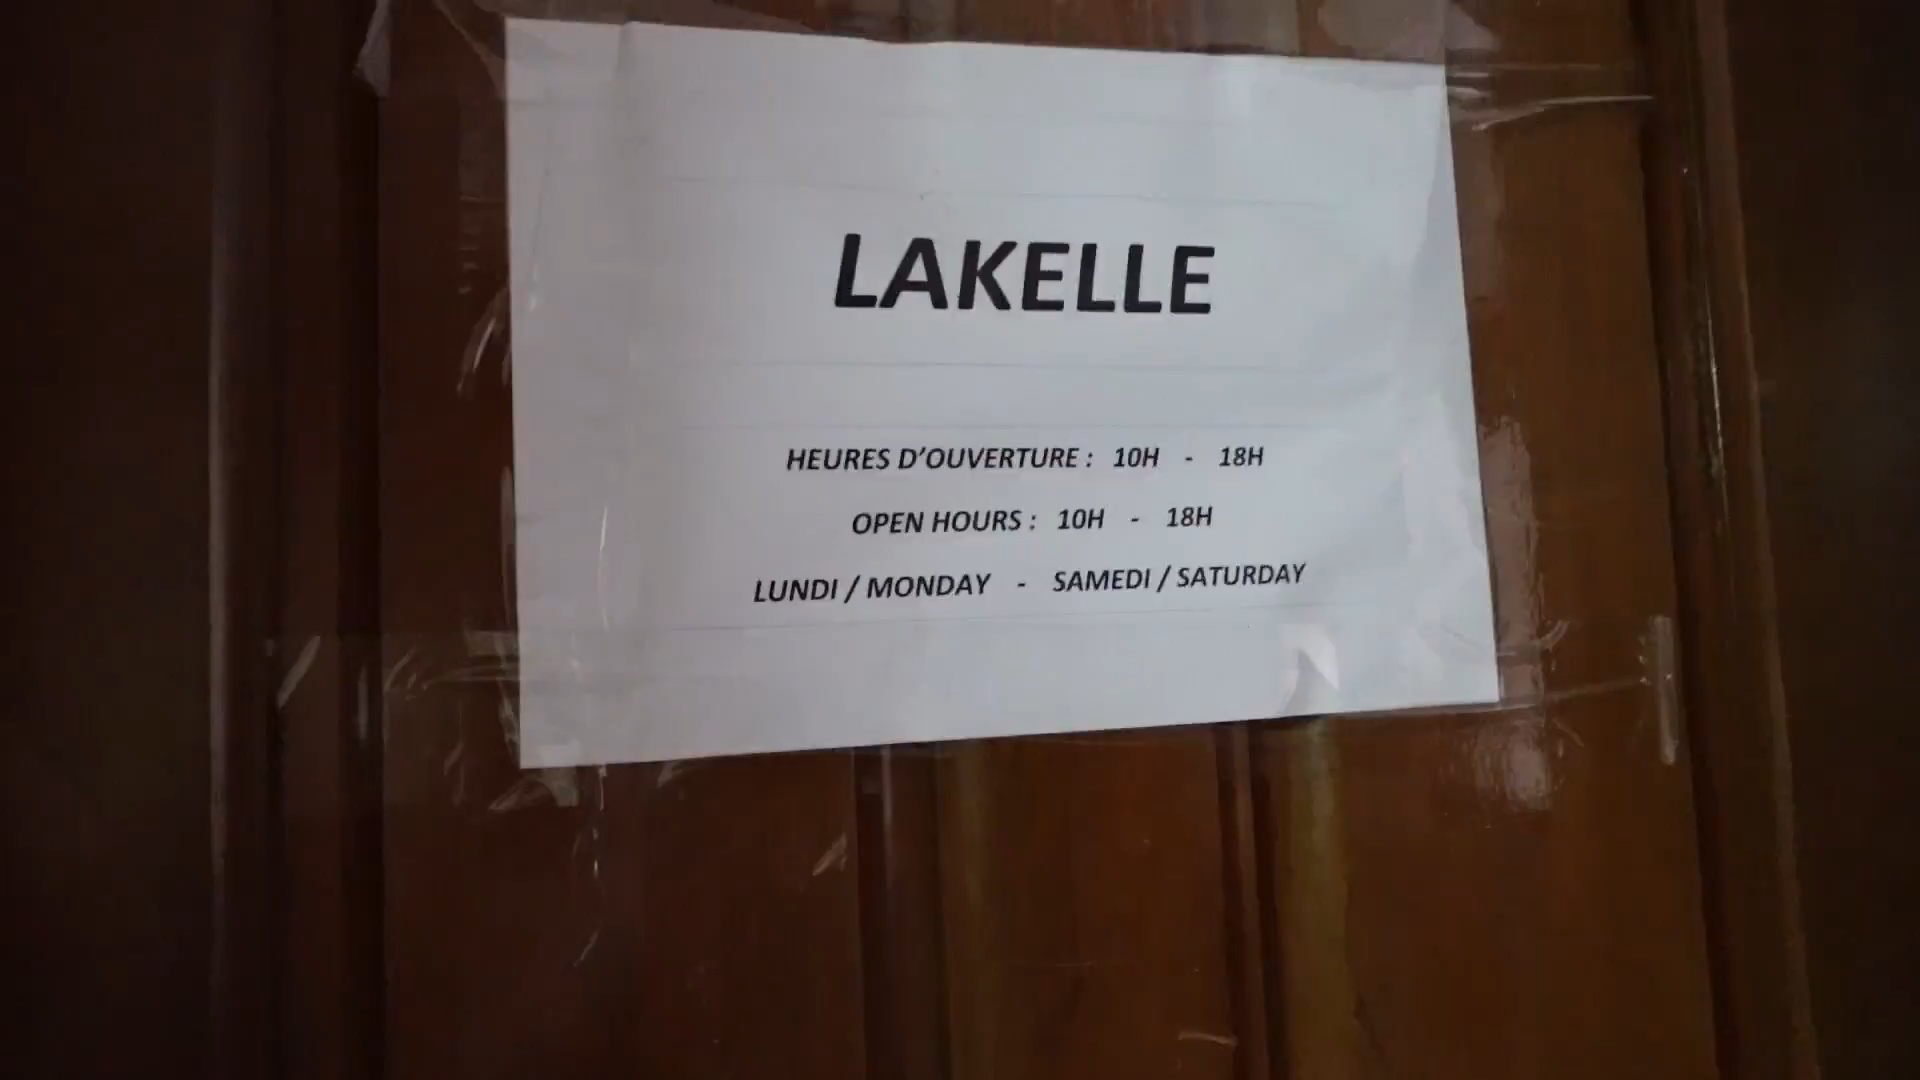 LAKELLE
HEURES D'OUVERTURE : 10H - 18H
OPEN HOURS : 10H - 18H
LUNDI / MONDAY - SAMEDI / SATURDAY